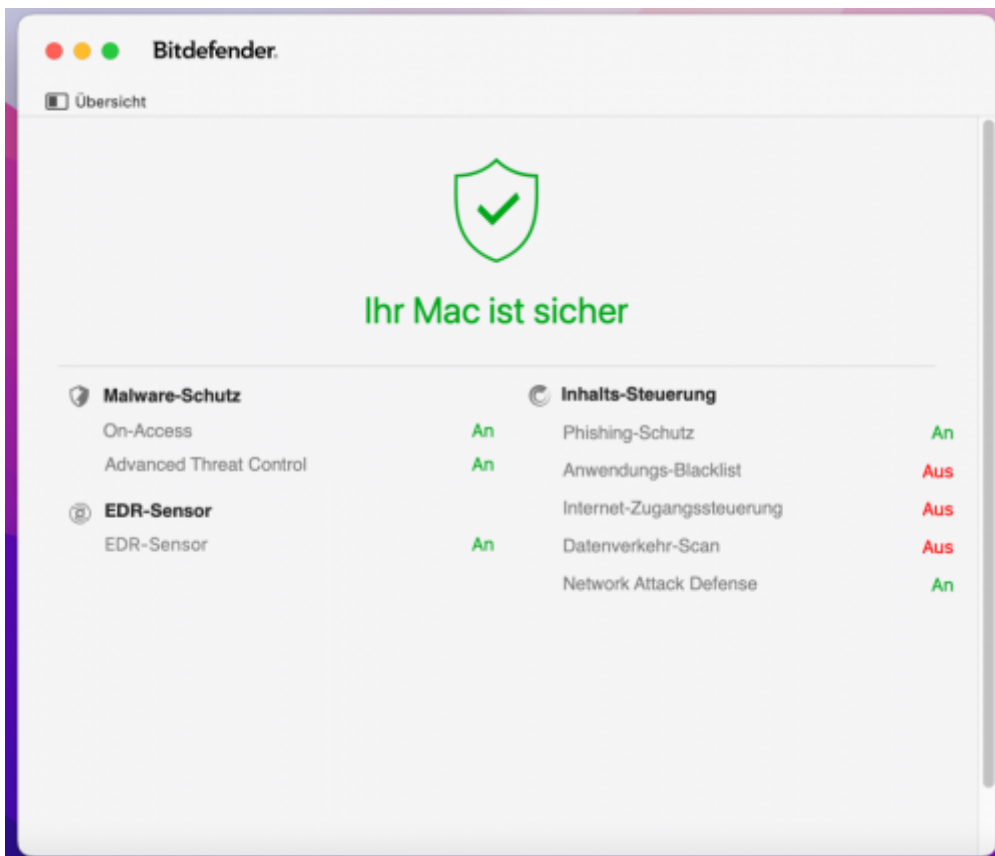 Bitdefender.
Übersicht
Ihr Mac ist sicher
Malware-Schutz
On-Access An
Advanced Threat Control An
EDR-Sensor
EDR-Sensor An
Inhalts-Steuerung
Phishing-Schutz An
Anwendungs-Blacklist Aus
Internet-Zugangssteuerung Aus
Datenverkehr-Scan Aus
Network Attack Defense An